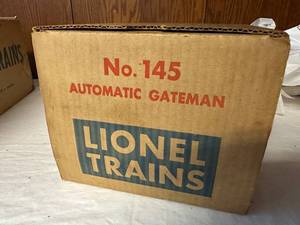 No. 145
AUTOMATIC GATEMAN
LIONEL
TRAINS